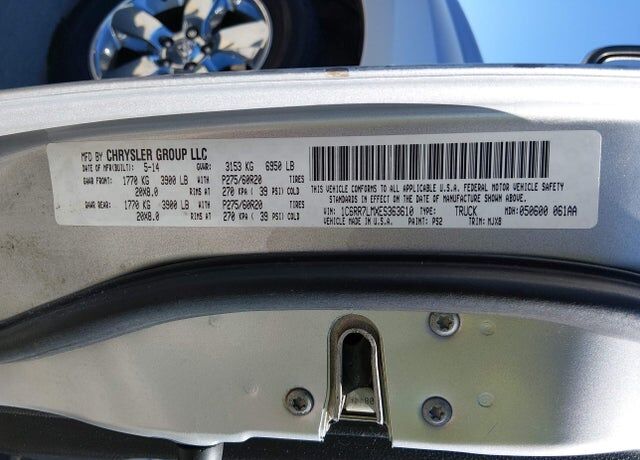 MFD BY CHRYSLER GROUP LLC
DATE OF MFR(BUILT): 5-14 GVWR: 3153 KG 6950 LB
GAWR FRONT: 1770 KG 3900 LB WITH P275/60R20 TIRES
20X8.0 RIMS AT 270 KPA ( 39 PSI) COLD
GAWR REAR: 1770 KG 3900 LB WITH P275/60R20 TIRES
20X8.0 RIMS AT 270 KPA ( 39 PSI) COLD
THIS VEHICLE CONFORMS TO ALL APPLICABLE U.S.A. FEDERAL MOTOR VEHICLE SAFETY
STANDARDS IN EFFECT ON THE DATE OF MANUFACTURE SHOWN ABOVE.
VIN: 1C6RR7LMXES363610 TYPE: TRUCK MDH: 050600 061AA
VEHICLE MADE IN U.S.A. PAINT: PS2 TRIM: MJX8